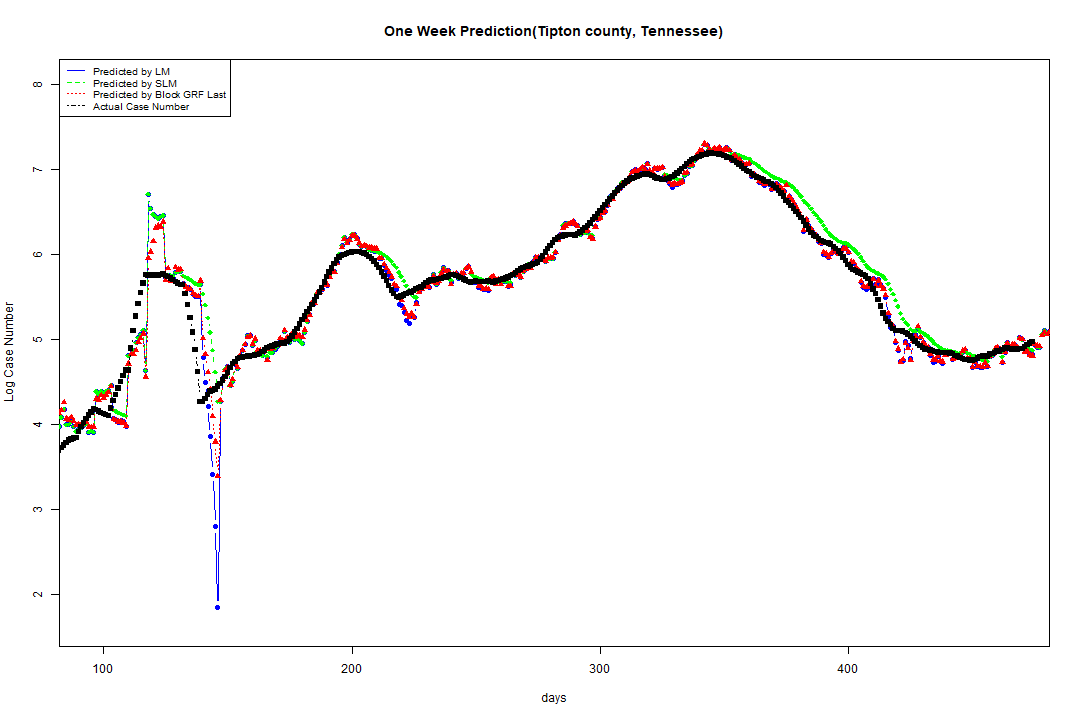 One Week Prediction(Tipton county, Tennessee)
Predicted by LM
Predicted by SLM
Predicted by Block GRF Last
Actual Case Number
8
7
6
5
4
3
2
Log Case Number
100 200 300 400
days